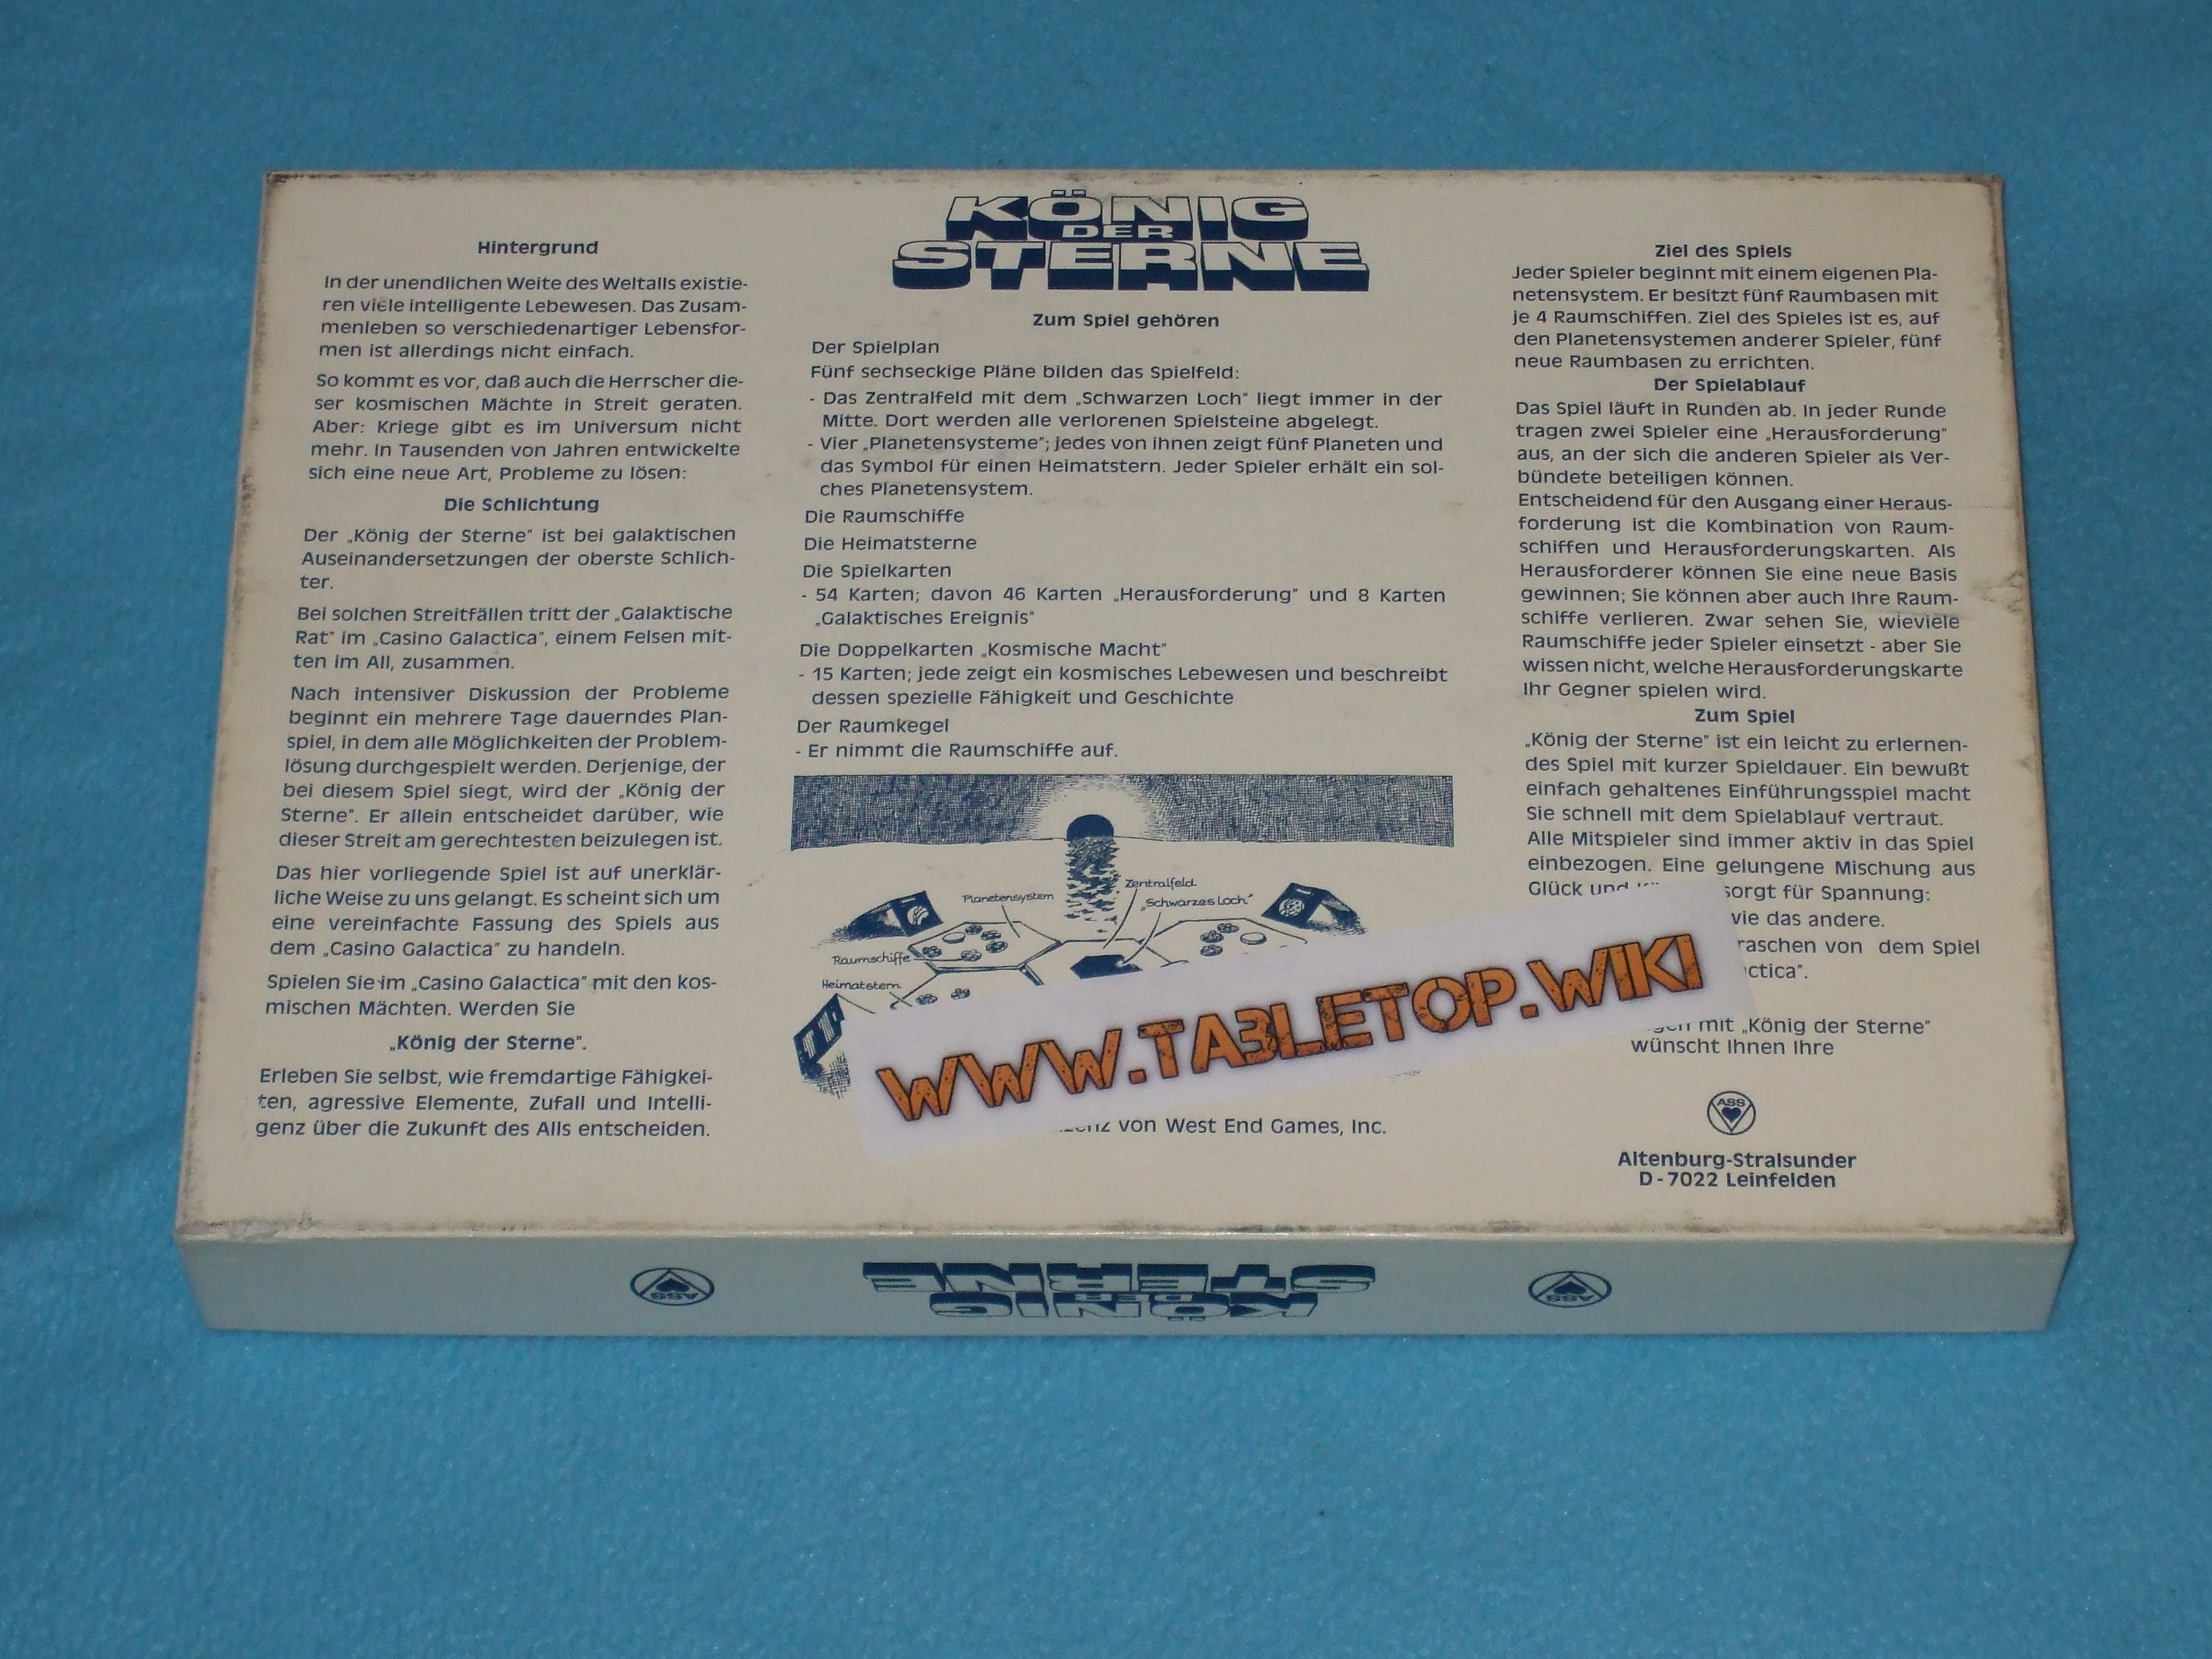 KÖNIG
DER
STERNE
Hintergrund
In der unendlichen Weite des Weltalls existie-
ren viele intelligente Lebewesen. Das Zusam-
menleben so verschiedenartiger Lebensfor-
men ist allerdings nicht einfach.
So kommt es vor, daß auch die Herrscher die-
ser kosmischen Mächte in Streit geraten.
Aber: Kriege gibt es im Universum nicht
mehr. In Tausenden von Jahren entwickelte
sich eine neue Art, Probleme zu lösen:
Die Schlichtung
Der „König der Sterne" ist bei galaktischen
Auseinandersetzungen der oberste Schlich-
ter.
Bei solchen Streitfällen tritt der „Galaktische
Rat" im „Casino Galactica", einem Felsen mit-
ten im All, zusammen.
Nach intensiver Diskussion der Probleme
beginnt ein mehrere Tage dauerndes Plan-
spiel, in dem alle Möglichkeiten der Problem-
lösung durchgespielt werden. Derjenige, der
bei diesem Spiel siegt, wird der „König der
Sterne". Er allein entscheidet darüber, wie
dieser Streit am gerechtesten beizulegen ist.
Das hier vorliegende Spiel ist auf unerklär-
liche Weise zu uns gelangt. Es scheint sich um
eine vereinfachte Fassung des Spiels aus
dem „Casino Galactica" zu handeln.
Spielen Sie im „Casino Galactica" mit den kos-
mischen Mächten. Werden Sie
„König der Sterne".
Erleben Sie selbst, wie fremdartige Fähigkei-
ten, agressive Elemente, Zufall und Intelli-
genz über die Zukunft des Alls entscheiden.
Zum Spiel gehören
Der Spielplan
Fünf sechseckige Pläne bilden das Spielfeld:
- Das Zentralfeld mit dem „Schwarzen Loch" liegt immer in der
Mitte. Dort werden alle verlorenen Spielsteine abgelegt.
- Vier „Planetensysteme"; jedes von ihnen zeigt fünf Planeten und
das Symbol für einen Heimatstern. Jeder Spieler erhält ein sol-
ches Planetensystem.
Die Raumschiffe
Die Heimatsterne
Die Spielkarten
- 54 Karten; davon 46 Karten „Herausforderung" und 8 Karten
„Galaktisches Ereignis"
Die Doppelkarten „Kosmische Macht"
- 15 Karten; jede zeigt ein kosmisches Lebewesen und beschreibt
dessen spezielle Fähigkeit und Geschichte
Der Raumkegel
- Er nimmt die Raumschiffe auf.
Zentralfeld
Planetensystem
„Schwarzes Loch"
Raumschiffe
Heimatstern
von West End Games, Inc.
Ziel des Spiels
Jeder Spieler beginnt mit einem eigenen Pla-
netensystem. Er besitzt fünf Raumbasen mit
je 4 Raumschiffen. Ziel des Spieles ist es, auf
den Planetensystemen anderer Spieler, fünf
neue Raumbasen zu errichten.
Der Spielablauf
Das Spiel läuft in Runden ab. In jeder Runde
tragen zwei Spieler eine „Herausforderung"
aus, an der sich die anderen Spieler als Ver-
bündete beteiligen können.
Entscheidend für den Ausgang einer Heraus-
forderung ist die Kombination von Raum-
schiffen und Herausforderungskarten. Als
Herausforderer können Sie eine neue Basis
gewinnen; Sie können aber auch Ihre Raum-
schiffe verlieren. Zwar sehen Sie, wieviele
Raumschiffe jeder Spieler einsetzt - aber Sie
wissen nicht, welche Herausforderungskarte
Ihr Gegner spielen wird.
Zum Spiel
„König der Sterne" ist ein leicht zu erlernen-
des Spiel mit kurzer Spieldauer. Ein bewußt
einfach gehaltenes Einführungsspiel macht
Sie schnell mit dem Spielablauf vertraut.
Alle Mitspieler sind immer aktiv in das Spiel
einbezogen. Eine gelungene Mischung aus
Glück und sorgt für Spannung:
wie das andere.
raschen von dem Spiel
ctica".
mit „König der Sterne"
wünscht Ihnen Ihre
ASS
Altenburg-Stralsunder
D-7022 Leinfelden
WWW.TABLETOP.WIKI
ASS
KÖNIG
DER
STERNE
ASS